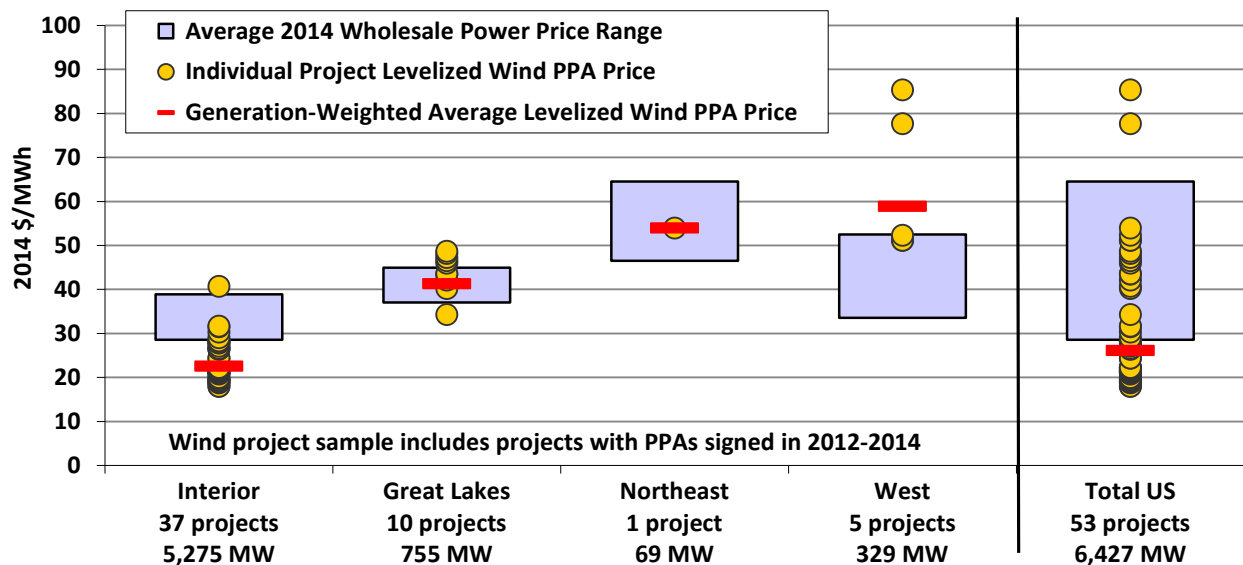 2014 $/MWh
100
90
80
70
60
50
40
30
20
10
0
Average 2014 Wholesale Power Price Range
Individual Project Levelized Wind PPA Price
Generation-Weighted Average Levelized Wind PPA Price
Wind project sample includes projects with PPAs signed in 2012-2014
Interior
37 projects
5,275 MW
Great Lakes
10 projects
755 MW
Northeast
1 project
69 MW
West
5 projects
329 MW
Total US
53 projects
6,427 MW